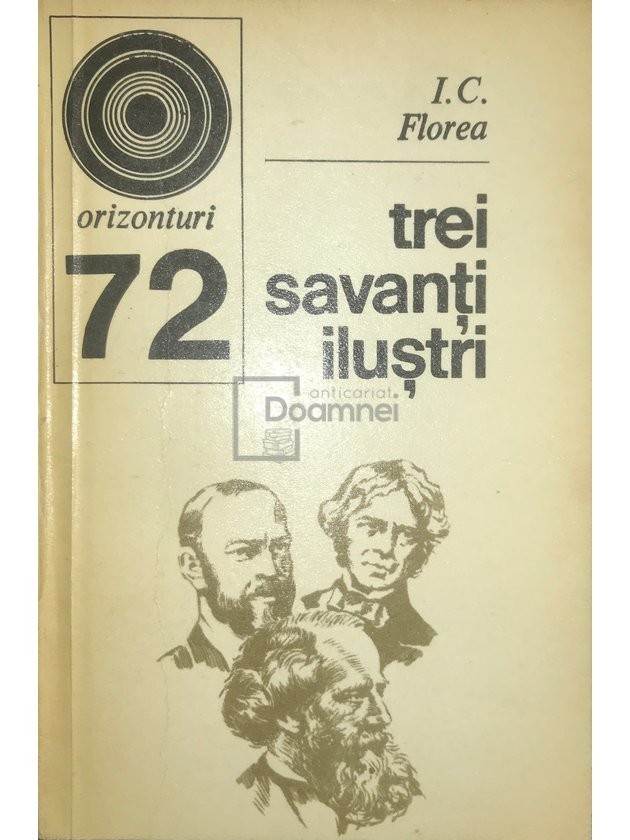 orizonturi
72
I.C.
Florea
trei
savanți
iluștri
anticariat
Doamnei